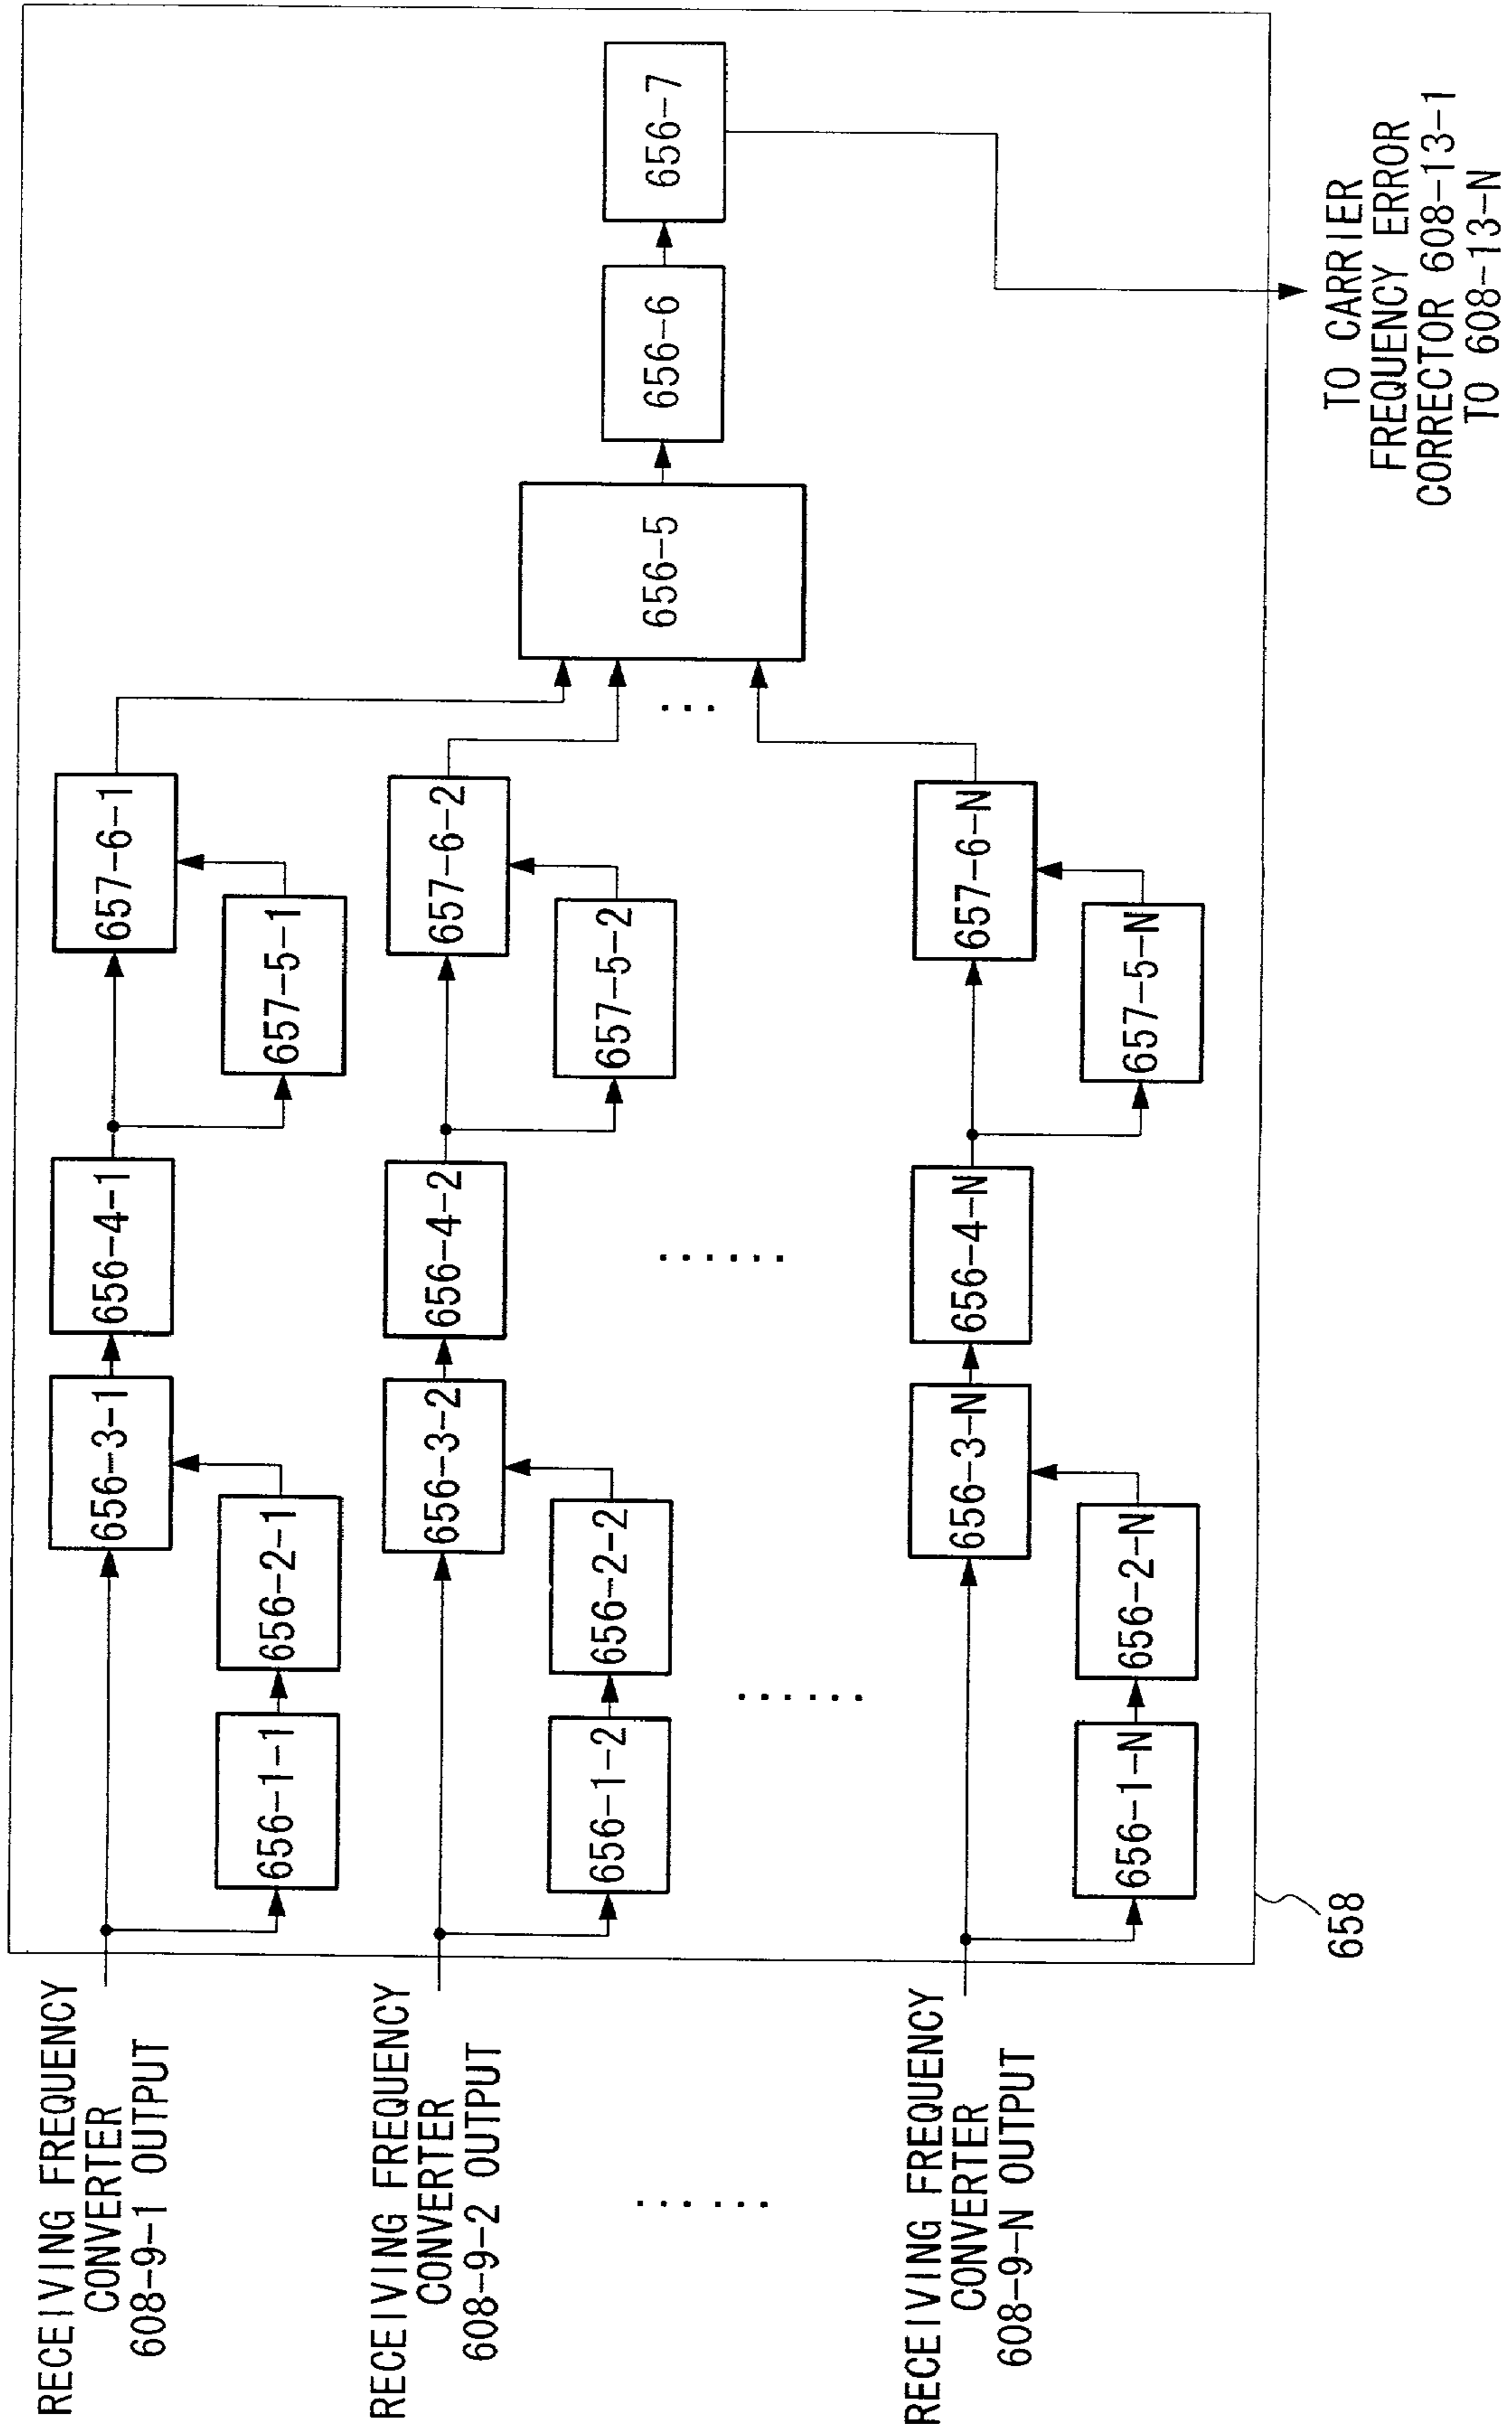 RECEIVING FREQUENCY
CONVERTER
608-9-1 OUTPUT
656-1-1
656-2-1
656-3-1
656-4-1
657-5-1
657-6-1
RECEIVING FREQUENCY
CONVERTER
608-9-2 OUTPUT
656-1-2
656-2-2
656-3-2
656-4-2
657-5-2
657-6-2
......
......
......
...
656-5
656-6
656-7
RECEIVING FREQUENCY
CONVERTER
608-9-N OUTPUT
656-1-N
656-2-N
656-3-N
656-4-N
657-5-N
657-6-N
658
TO CARRIER
FREQUENCY ERROR
CORRECTOR 608-13-1
TO 608-13-N